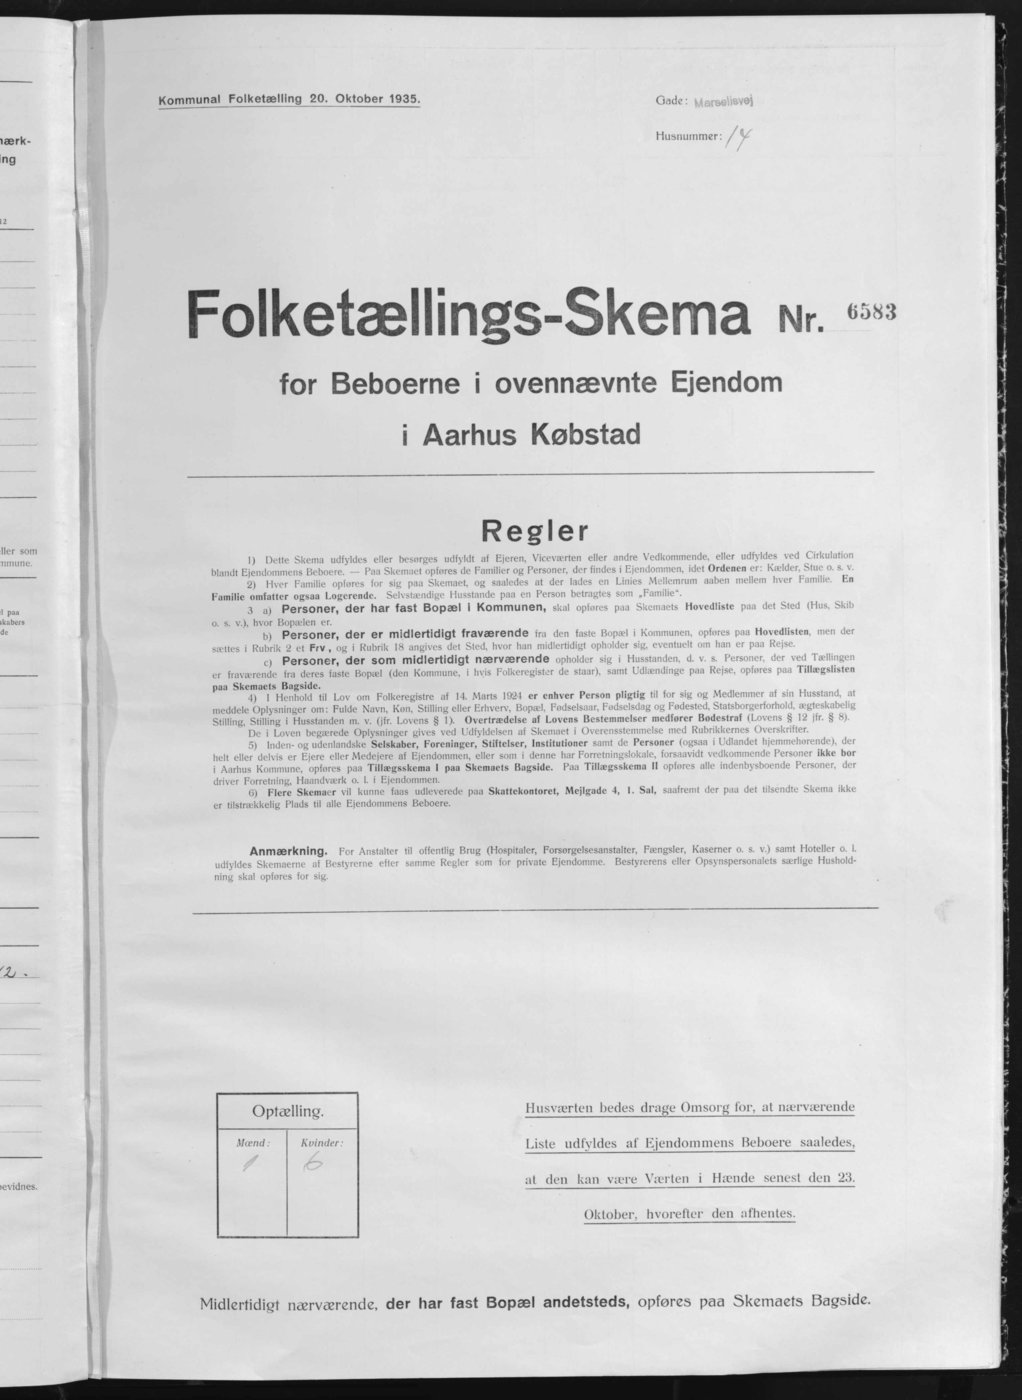 Kommunal Folketælling 20. Oktober 1935.
Gade: Marselisvej
Husnummer: 14
Folketællings-Skema Nr. 6583
for Beboerne i ovennævnte Ejendom
i Aarhus Købstad
Regler
1) Dette Skema udfyldes eller besørges udfyldt af Ejeren, Viceværten eller andre Vedkommende, eller udfyldes ved Cirkulation
blandt Ejendommens Beboere. — Paa Skemaet opføres de Familier og Personer, der findes i Ejendommen, idet Ordenen er: Kælder, Stue o. s. v.
2) Hver Familie opføres for sig paa Skemaet, og saaledes at der lades en Linies Mellemrum aaben mellem hver Familie. En
Familie omfatter ogsaa Logerende. Selvstændige Husstande paa en Person betragtes som „Familie“.
3 a) Personer, der har fast Bopæl i Kommunen, skal opføres paa Skemaets Hovedliste paa det Sted (Hus, Skib
o. s. v.), hvor Bopælen er.
b) Personer, der er midlertidigt fraværende fra den faste Bopæl i Kommunen, opføres paa Hovedlisten, men der
sættes i Rubrik 2 et Frv, og i Rubrik 18 angives det Sted, hvor han midlertidigt opholder sig, eventuelt om han er paa Rejse.
c) Personer, der som midlertidigt nærværende opholder sig i Husstanden, d. v. s. Personer, der ved Tællingen
er fraværende fra deres faste Bopæl (den Kommune, i hvis Folkeregister de staar), samt Udlændinge paa Rejse, opføres paa Tillægslisten
paa Skemaets Bagside.
4) I Henhold til Lov om Folkeregistre af 14. Marts 1924 er enhver Person pligtig til for sig og Medlemmer af sin Husstand, at
meddele Oplysninger om: Fulde Navn, Køn, Stilling eller Erhverv, Bopæl, Fødselsaar, Fødselsdag og Fødested, Statsborgerforhold, ægteskabelig
Stilling, Stilling i Husstanden m. v. (jfr. Lovens § 1). Overtrædelse af Lovens Bestemmelser medfører Bødestraf (Lovens § 12 jfr. § 8).
De i Loven begærede Oplysninger gives ved Udfyldelsen af Skemaet i Overensstemmelse med Rubrikkernes Overskrifter.
5) Inden- og udenlandske Selskaber, Foreninger, Stiftelser, Institutioner samt de Personer (ogsaa i Udlandet hjemmehørende), der
helt eller delvis er Ejere eller Medejere af Ejendommen, eller som i denne har Forretningslokale, forsaavidt vedkommende Personer ikke bor
i Aarhus Kommune, opføres paa Tillægsskema I paa Skemaets Bagside. Paa Tillægsskema II opføres alle indenbysboende Personer, der
driver Forretning, Haandværk o. l. i Ejendommen.
6) Flere Skemaer vil kunne faas udleverede paa Skattekontoret, Mejlgade 4, 1. Sal, saafremt der paa det tilsendte Skema ikke
er tilstrækkelig Plads til alle Ejendommens Beboere.
Anmærkning. For Anstalter til offentlig Brug (Hospitaler, Forsørgelsesanstalter, Fængsler, Kaserner o. s. v.) samt Hoteller o. l.
udfyldes Skemaerne af Bestyrerne efter samme Regler som for private Ejendomme. Bestyrerens eller Opsynspersonalets særlige Hushold-
ning skal opføres for sig.
Optælling.
Mænd: Kvinder:
1 6
Husværten bedes drage Omsorg for, at nærværende
Liste udfyldes af Ejendommens Beboere saaledes,
at den kan være Værten i Hænde senest den 23.
Oktober, hvorefter den afhentes.
Midlertidigt nærværende, der har fast Bopæl andetsteds, opføres paa Skemaets Bagside.